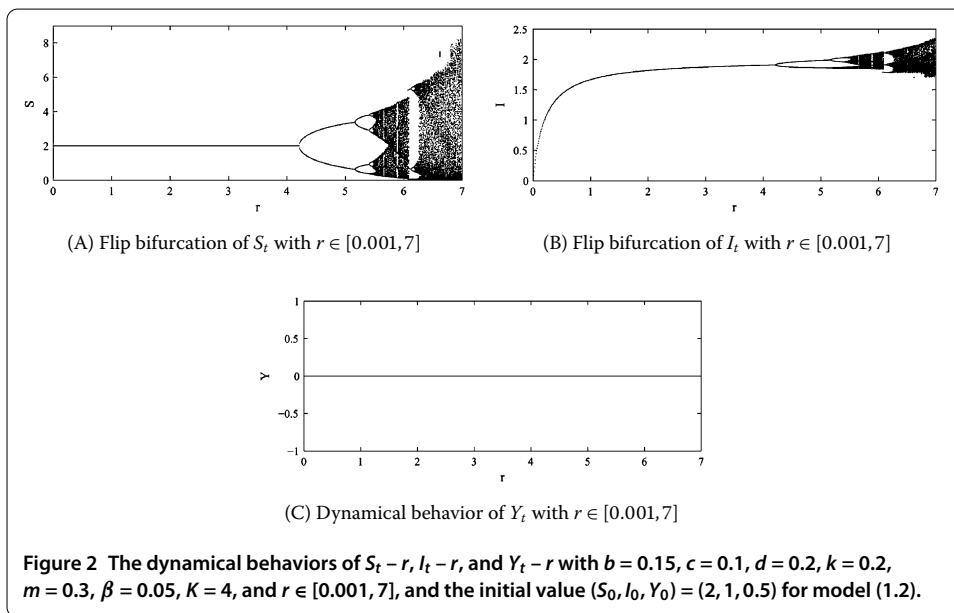 8
6
4
2
0
S
0 1 2 3 4 5 6 7
r
(A) Flip bifurcation of S_t with r ∈ [0.001, 7]
2.5
2
1.5
1
0.5
0
I
0 1 2 3 4 5 6 7
r
(B) Flip bifurcation of I_t with r ∈ [0.001, 7]
1
0.5
0
−0.5
−1
Y
0 1 2 3 4 5 6 7
r
(C) Dynamical behavior of Y_t with r ∈ [0.001, 7]
Figure 2 The dynamical behaviors of S_t – r, I_t – r, and Y_t – r with b = 0.15, c = 0.1, d = 0.2, k = 0.2,
m = 0.3, β = 0.05, K = 4, and r ∈ [0.001, 7], and the initial value (S_0, I_0, Y_0) = (2, 1, 0.5) for model (1.2).